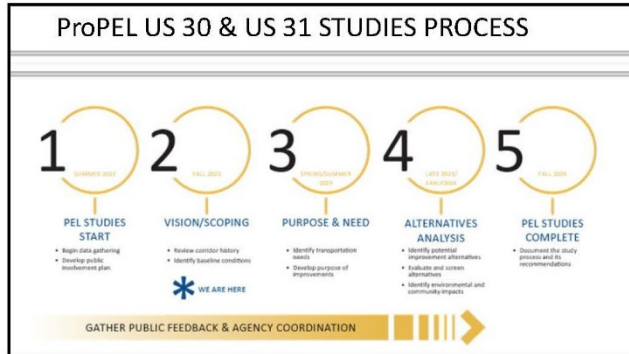 ProPEL US 30 & US 31 STUDIES PROCESS
1
SUMMER 2022
PEL STUDIES
START
• Begin data gathering
• Develop public
involvement plan
2
FALL 2022
VISION/SCOPING
• Review corridor history
• Identify baseline conditions
WE ARE HERE
3
SPRING/SUMMER
2023
PURPOSE & NEED
• Identify transportation
needs
• Develop purpose of
improvements
4
LATE 2023/
EARLY 2024
ALTERNATIVES
ANALYSIS
• Identify potential
improvement alternatives
• Evaluate and screen
alternatives
• Identify environmental and
community impacts
5
FALL 2024
PEL STUDIES
COMPLETE
• Document the study
process and its
recommendations
GATHER PUBLIC FEEDBACK & AGENCY COORDINATION